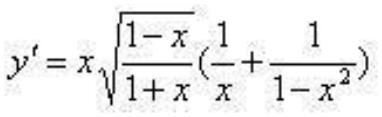 y' = x√((1-x)/(1+x))(1/x + 1/(1-x²))